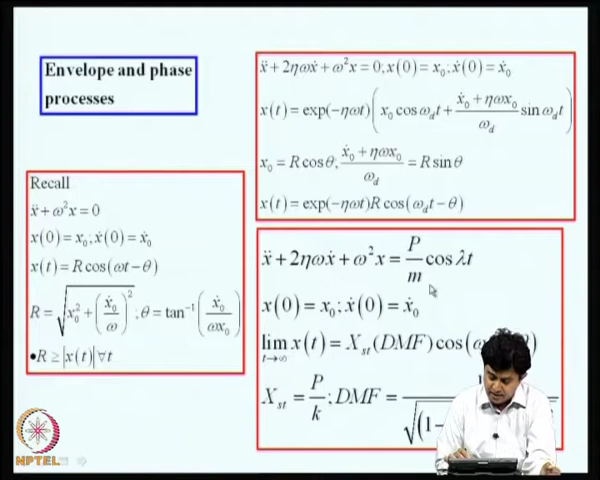 Envelope and phase
processes
Recall
ẍ + ω²x = 0
x(0) = x₀; ẋ(0) = ẋ₀
x(t) = R cos(ωt − θ)
R = √(x₀² + (ẋ₀/ω)²); θ = tan⁻¹(ẋ₀/ωx₀)
•R ≥ |x(t)| ∀t
ẍ + 2ηωẋ + ω²x = 0; x(0) = x₀; ẋ(0) = ẋ₀
x(t) = exp(−ηωt)(x₀ cos ω_d t + (ẋ₀ + ηωx₀)/ω_d sin ω_d t)
x₀ = R cos θ; (ẋ₀ + ηωx₀)/ω_d = R sin θ
x(t) = exp(−ηωt)R cos(ω_d t − θ)
ẍ + 2ηωẋ + ω²x = P/m cos λt
x(0) = x₀; ẋ(0) = ẋ₀
lim t→∞ x(t) = X_st (DMF) cos(
X_st = P/k; DMF =
√(1−
NPTEL